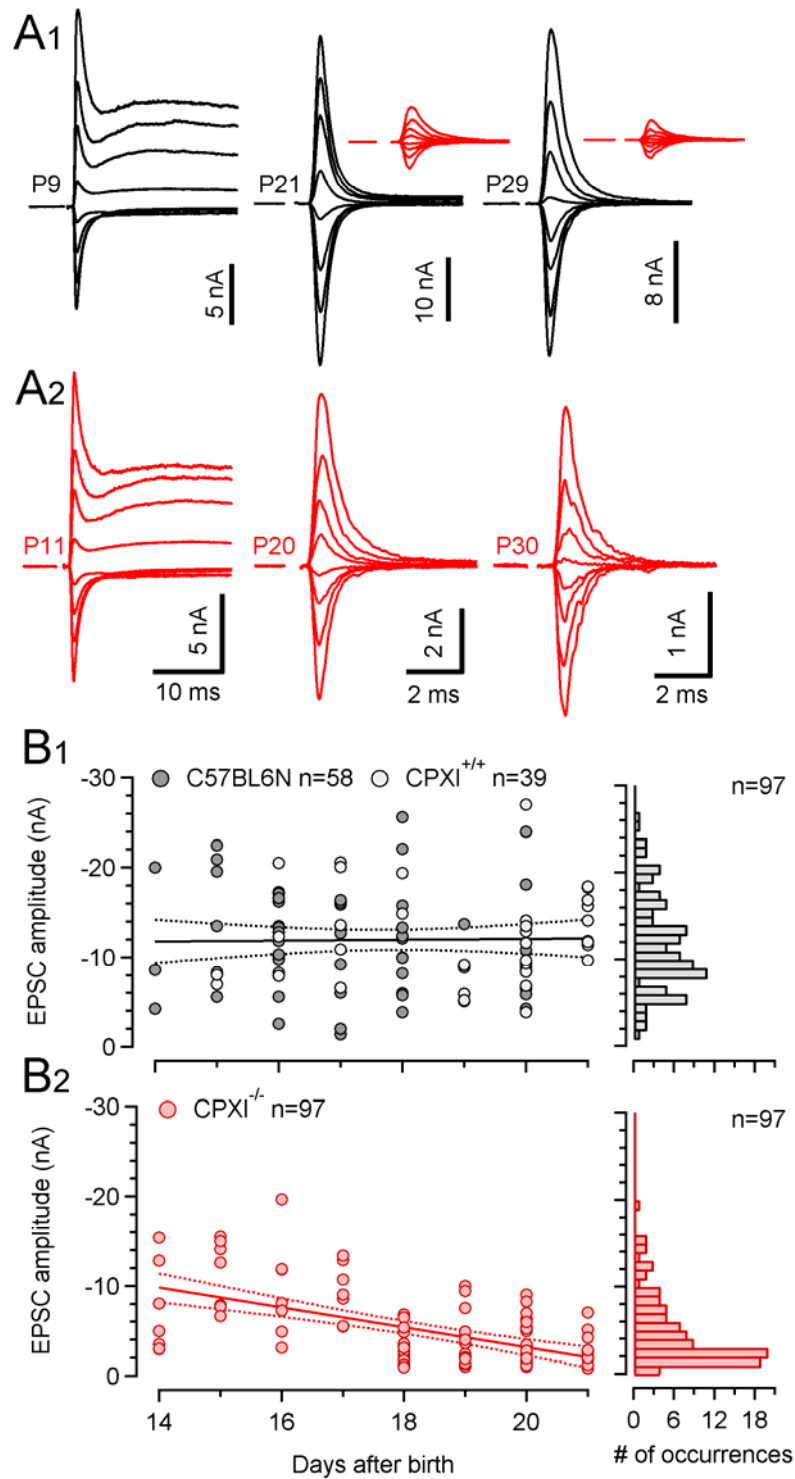 A1
P9
P21
P29
5 nA
10 nA
8 nA
A2
P11
P20
P30
5 nA
2 nA
1 nA
10 ms
2 ms
2 ms
B1
-30
C57BL6N n=58
CPXI+/+ n=39
n=97
EPSC amplitude (nA)
-20
-10
0
B2
-30
CPXI-/- n=97
n=97
EPSC amplitude (nA)
-20
-10
0
14 16 18 20
0 6 12 18
Days after birth
# of occurrences